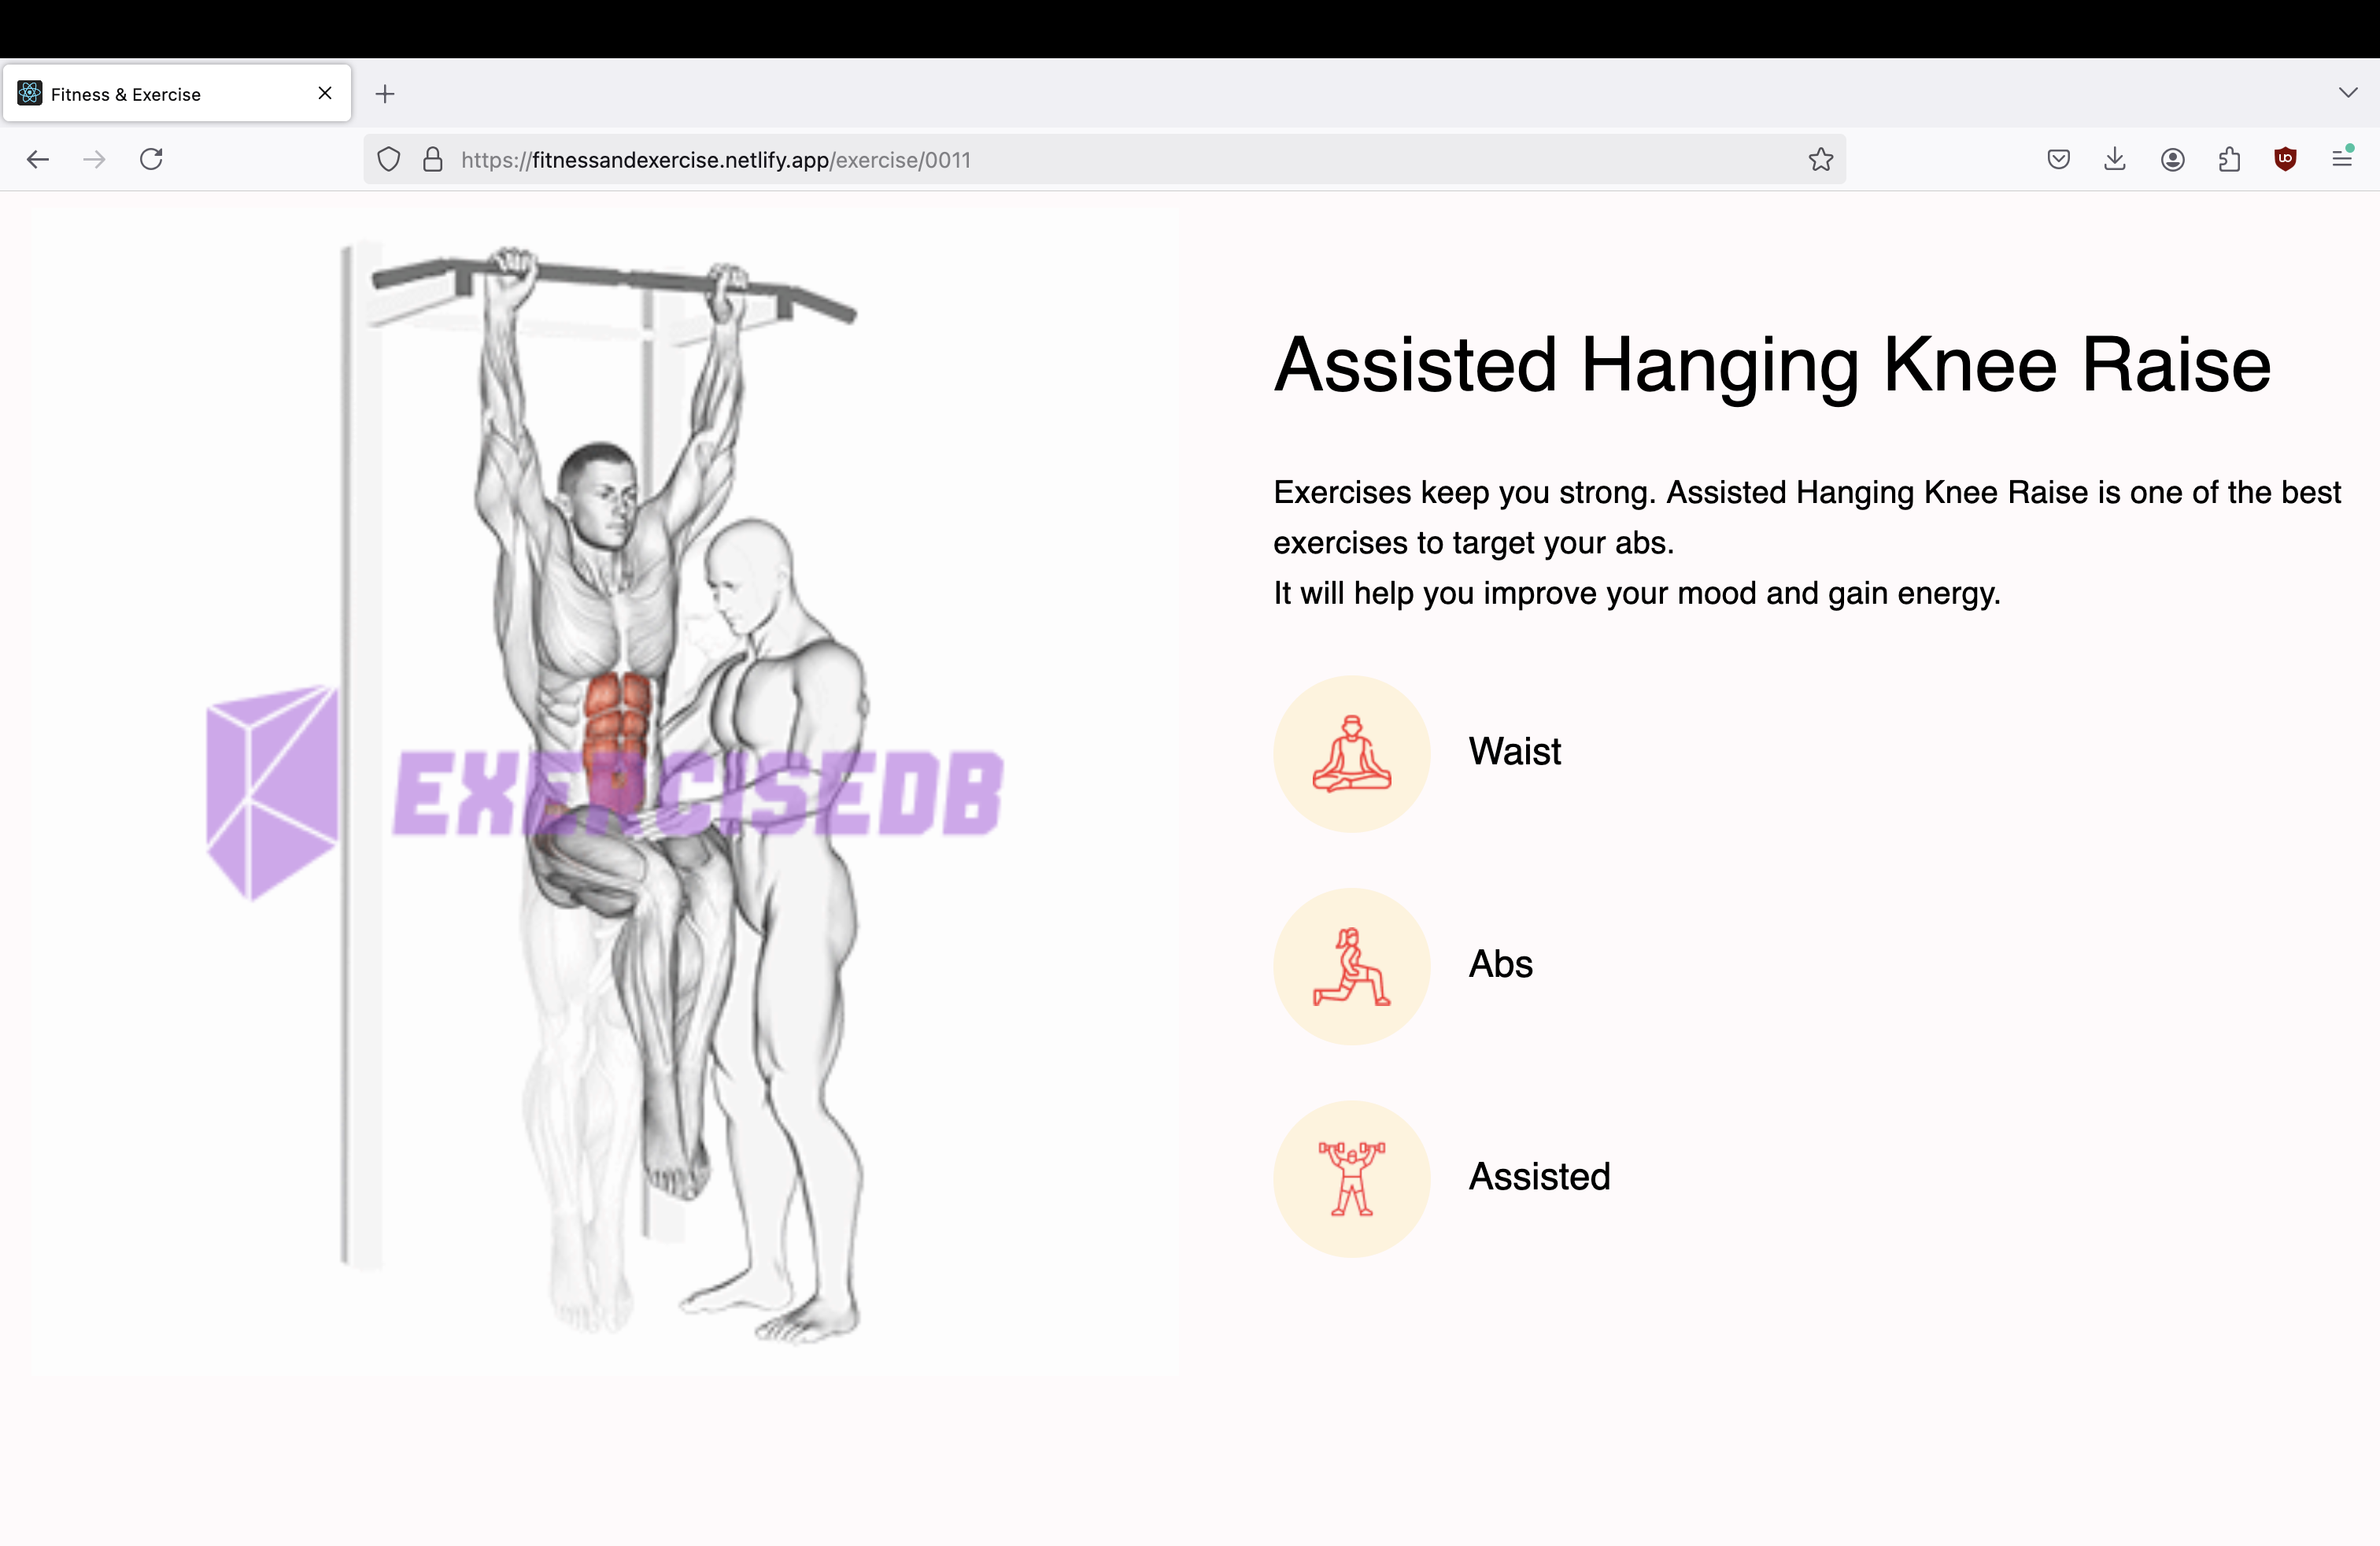 Fitness & Exercise
https://fitnessandexercise.netlify.app/exercise/0011
Assisted Hanging Knee Raise
Exercises keep you strong. Assisted Hanging Knee Raise is one of the best
exercises to target your abs.
It will help you improve your mood and gain energy.
EXERCISEDB
Waist
Abs
Assisted